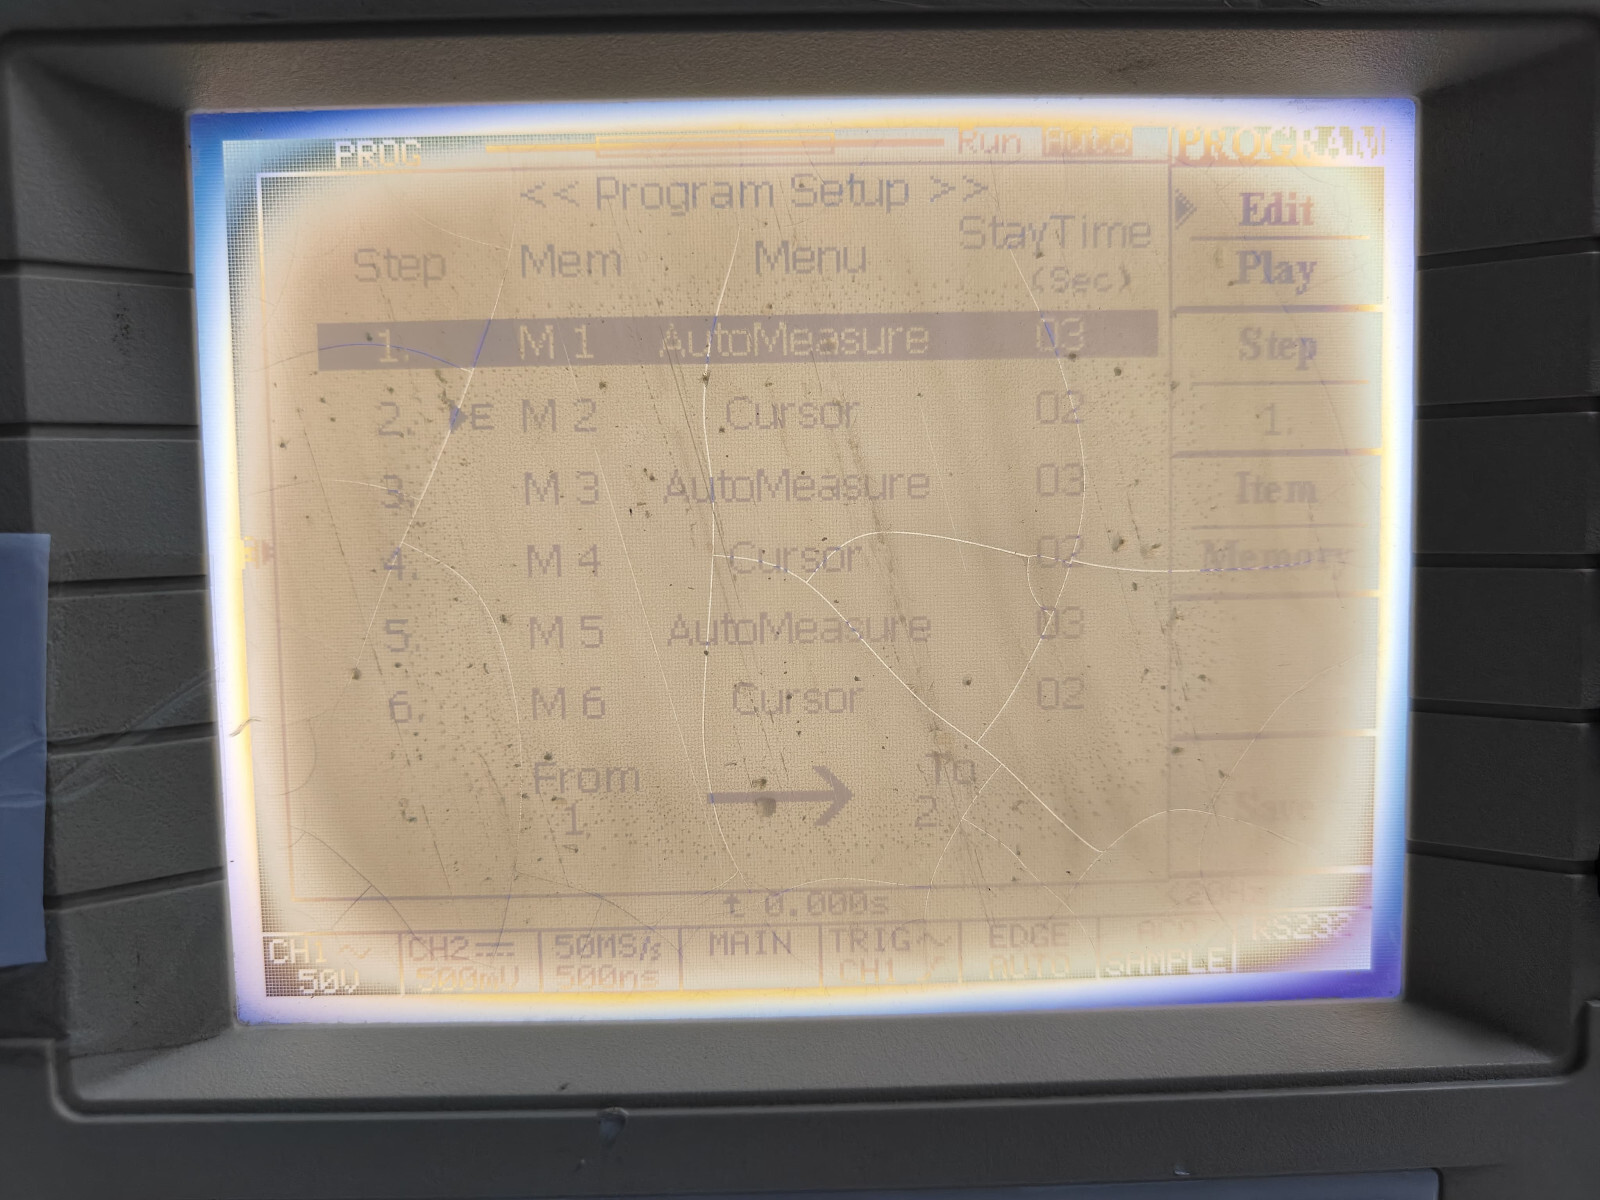 PROG Run Auto PROGRAM
<< Program Setup >>
Step Mem Menu StayTime
(Sec)
1. M 1 AutoMeasure 03
2. E M 2 Cursor 02
3. M 3 AutoMeasure 03
4. M 4 Cursor 02
5. M 5 AutoMeasure 03
6. M 6 Cursor 02
From To
1. 2.
Edit
Play
Step
1.
Item
Memory
Save
0.000s
CH1 CH2 50MS/s MAIN TRIG EDGE RS232
50V 500mV 500ns CH1 AUTO SAMPLE